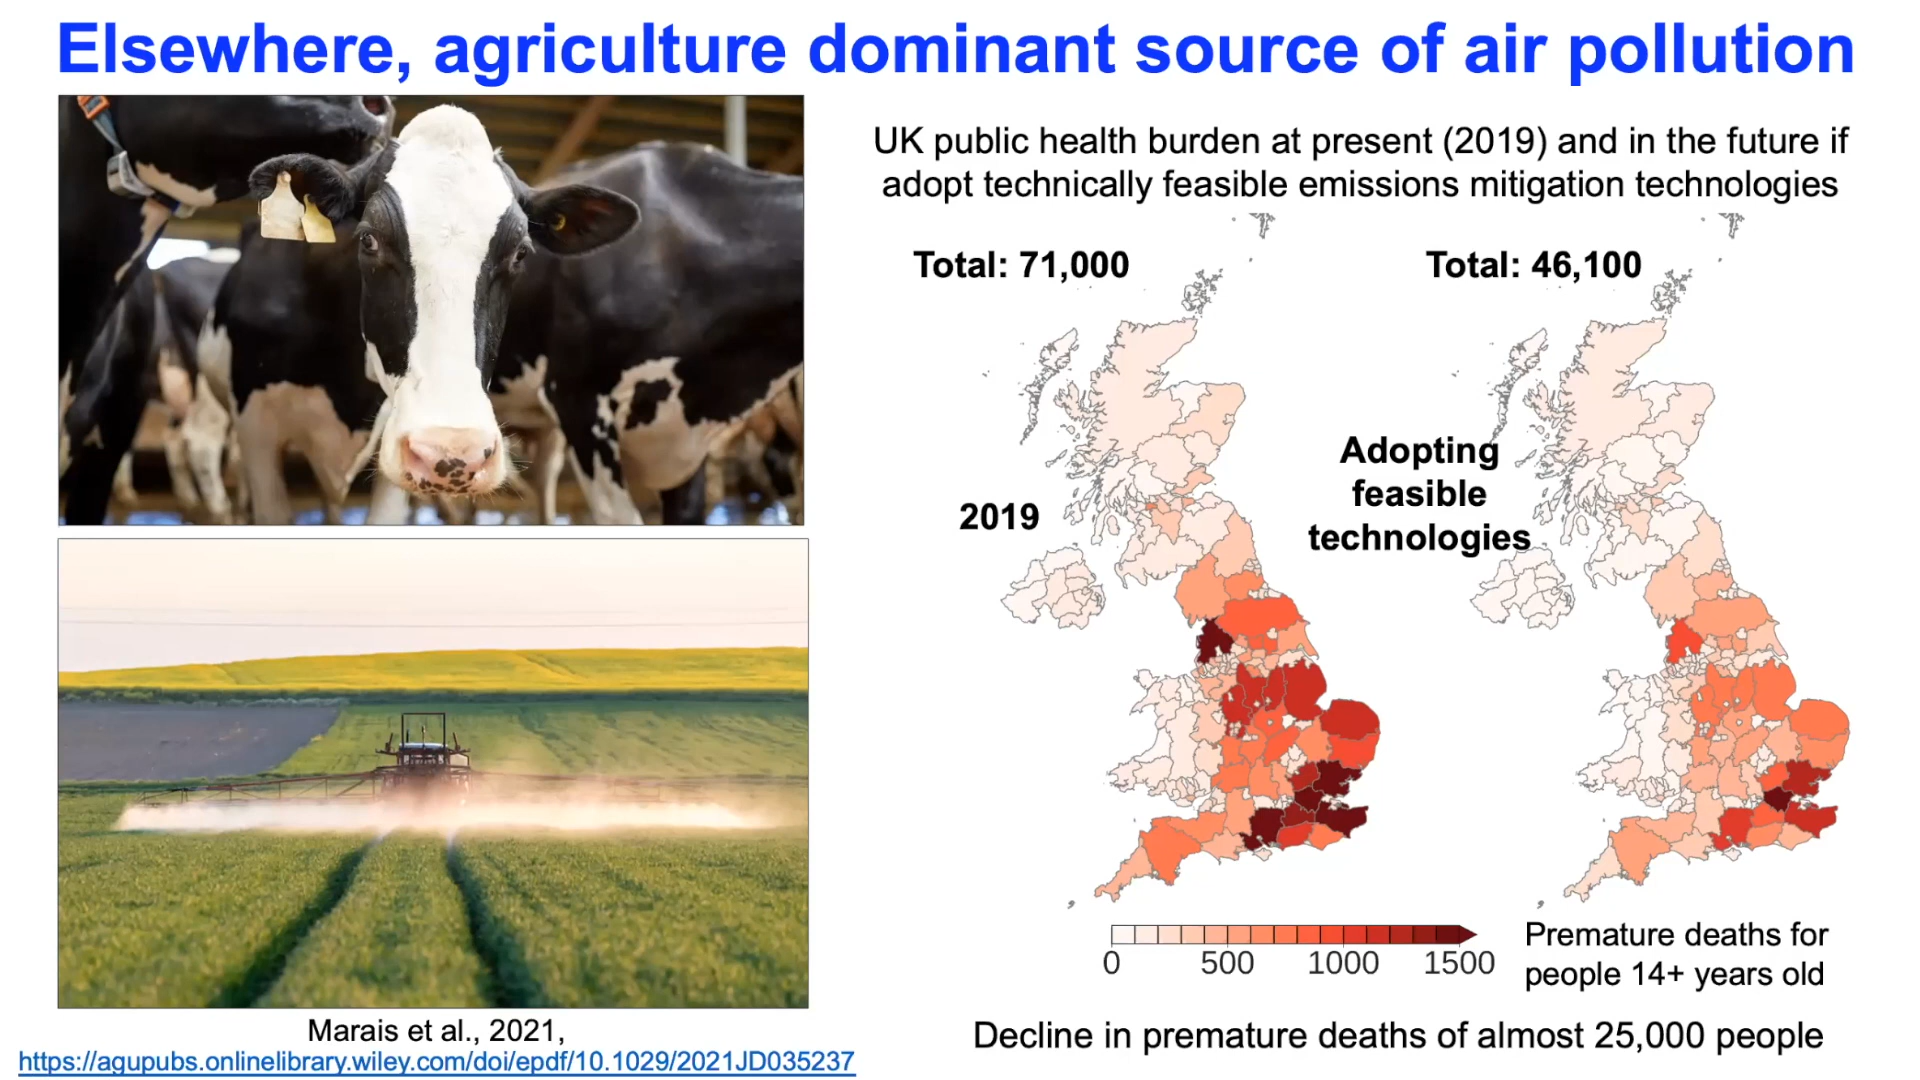 Elsewhere, agriculture dominant source of air pollution
UK public health burden at present (2019) and in the future if
adopt technically feasible emissions mitigation technologies
Total: 71,000
Total: 46,100
2019
Adopting
feasible
technologies
0 500 1000 1500
Premature deaths for
people 14+ years old
Marais et al., 2021,
https://agupubs.onlinelibrary.wiley.com/doi/epdf/10.1029/2021JD035237
Decline in premature deaths of almost 25,000 people